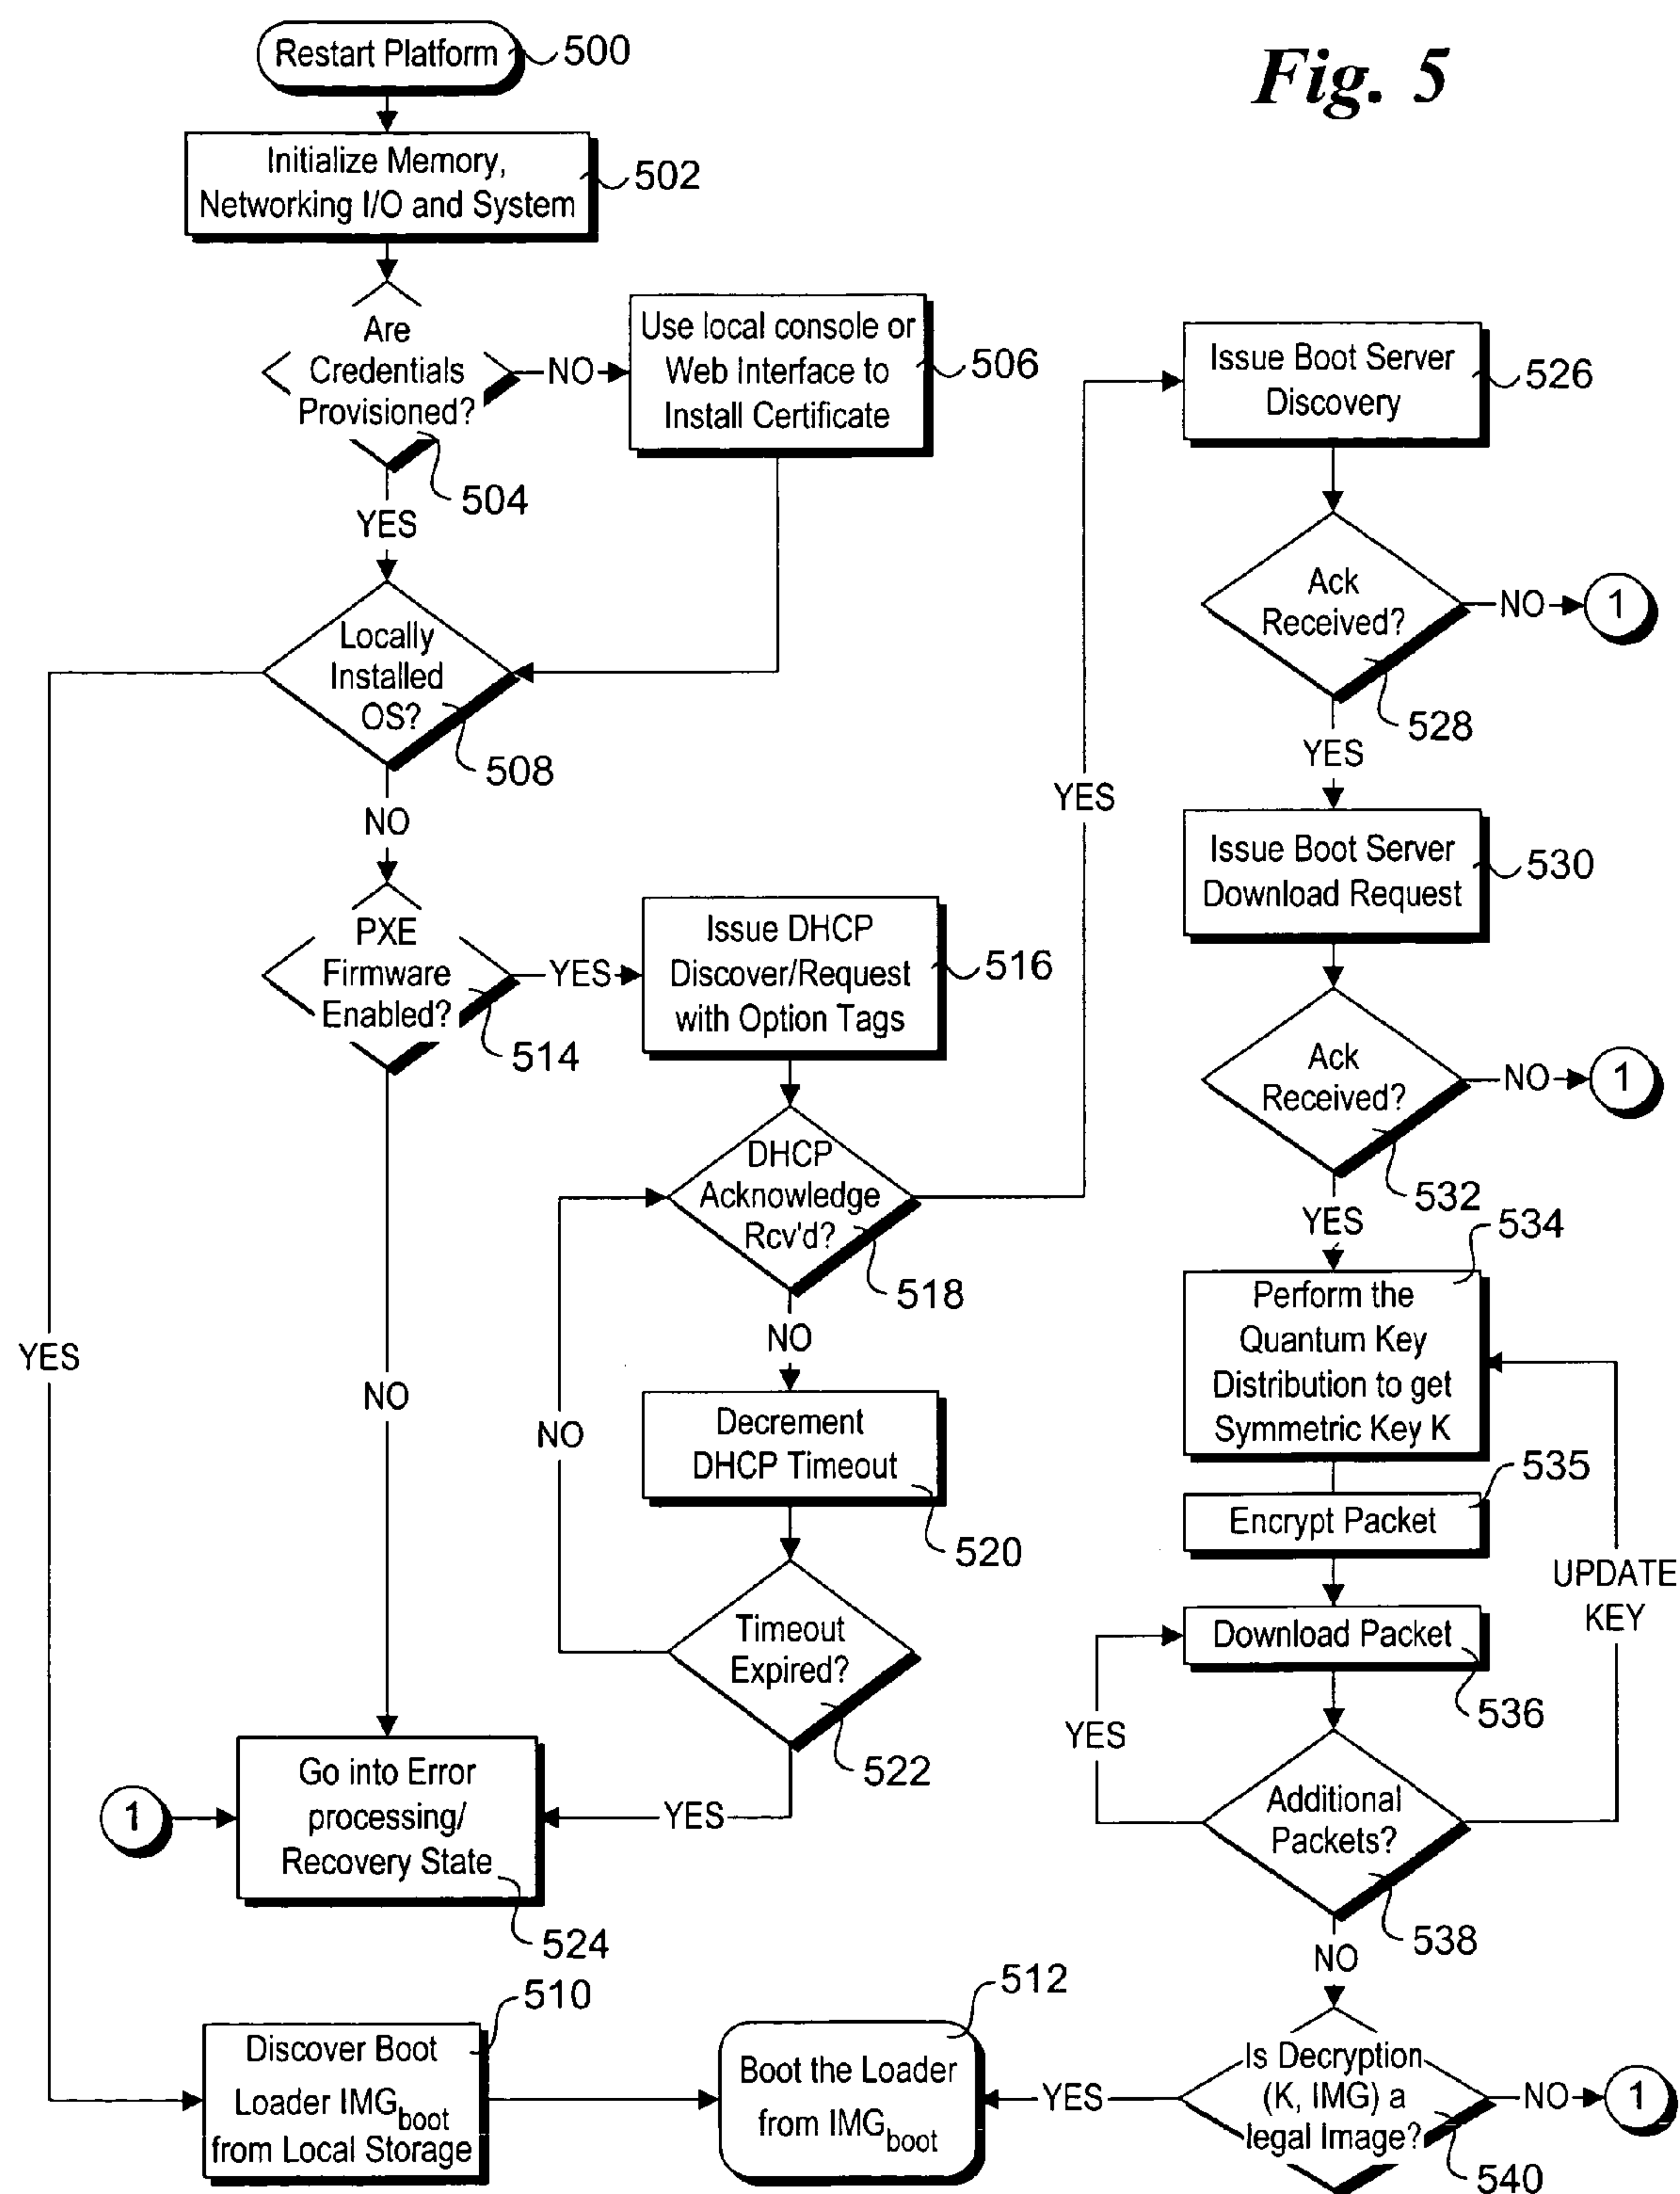 Fig. 5
Restart Platform
500
Initialize Memory,
Networking I/O and System
502
Are
Credentials
Provisioned?
504
NO
Use local console or
Web Interface to
Install Certificate
506
YES
Locally
Installed
OS?
508
YES
NO
PXE
Firmware
Enabled?
514
YES
Issue DHCP
Discover/Request
with Option Tags
516
NO
DHCP
Acknowledge
Rcv'd?
518
YES
NO
Decrement
DHCP Timeout
520
Timeout
Expired?
522
NO
YES
1
Go into Error
processing/
Recovery State
524
Discover Boot
Loader IMGboot
from Local Storage
510
Boot the Loader
from IMGboot
512
Issue Boot Server
Discovery
526
Ack
Received?
528
NO
1
YES
Issue Boot Server
Download Request
530
Ack
Received?
532
NO
1
YES
Perform the
Quantum Key
Distribution to get
Symmetric Key K
534
Encrypt Packet
535
Download Packet
536
Additional
Packets?
538
YES
UPDATE
KEY
NO
Is Decryption
(K, IMG) a
legal Image?
540
YES
NO
1